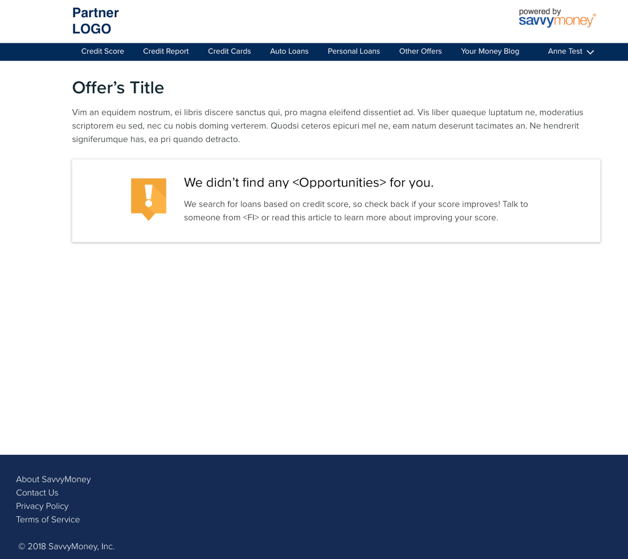 Partner
LOGO
powered by
savvymoney
Credit Score Credit Report Credit Cards Auto Loans Personal Loans Other Offers Your Money Blog Anne Test
Offer’s Title
Vim an equidem nostrum, ei libris discere sanctus qui, pro magna eleifend dissentiet ad. Vis liber quaeque luptatum ne, moderatius
scriptorem eu sed, nec cu nobis doming verterem. Quodsi ceteros epicuri mel ne, eam natum deserunt tacimates an. Ne hendrerit
signiferumque has, ea pri quando detracto.
We didn’t find any <Opportunities> for you.
We search for loans based on credit score, so check back if your score improves! Talk to
someone from <FI> or read this article to learn more about improving your score.
About SavvyMoney
Contact Us
Privacy Policy
Terms of Service
© 2018 SavvyMoney, Inc.